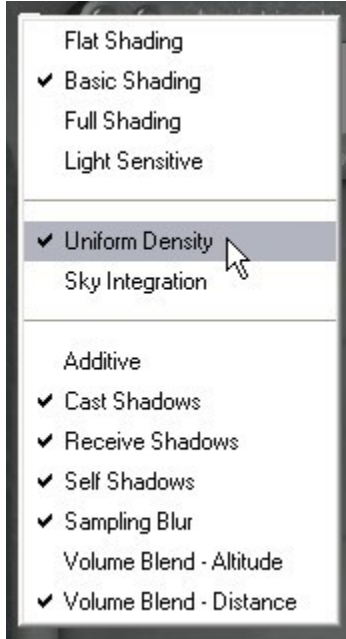 Flat Shading
Basic Shading
Full Shading
Light Sensitive
Uniform Density
Sky Integration
Additive
Cast Shadows
Receive Shadows
Self Shadows
Sampling Blur
Volume Blend - Altitude
Volume Blend - Distance